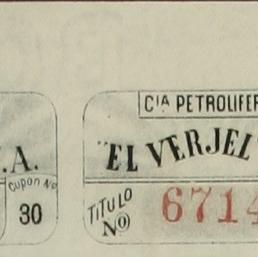 .A.
Cupon Nº
30
CIA PETROLIFER
"EL VERJEL"
TITULO
Nº
6714